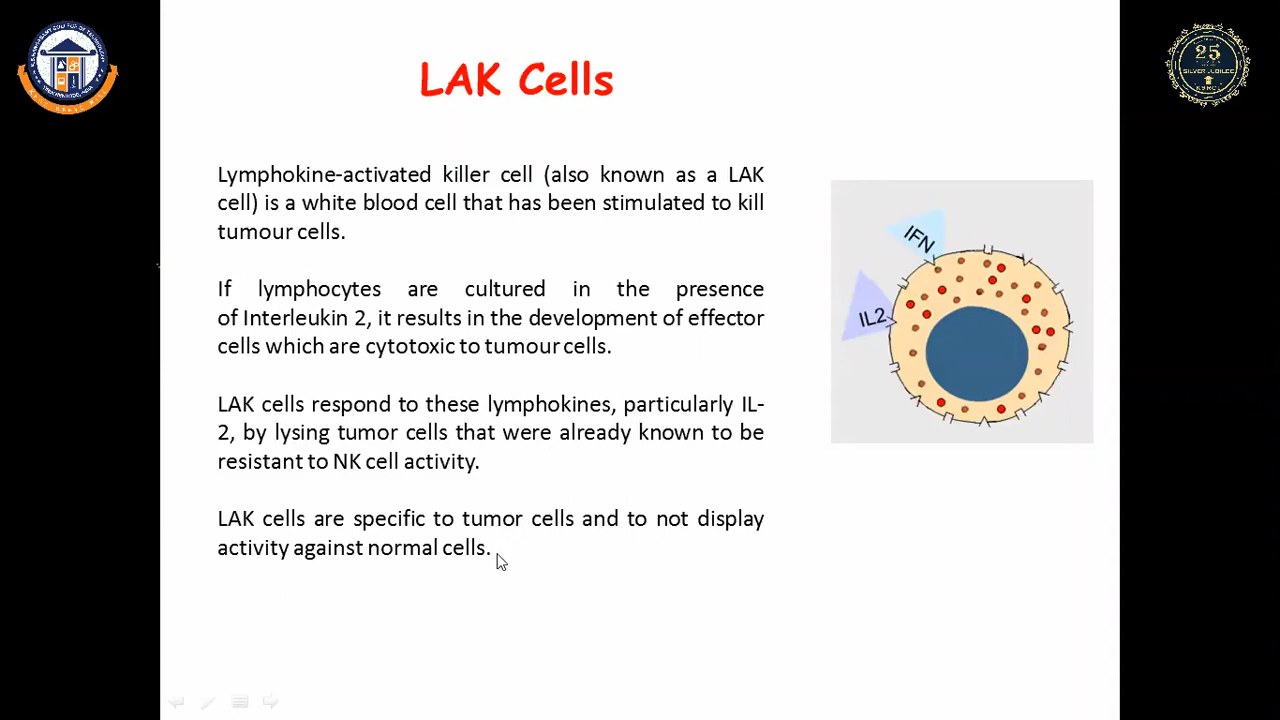 LAK Cells
25
SILVER JUBILEE
KSRCT
Lymphokine-activated killer cell (also known as a LAK
cell) is a white blood cell that has been stimulated to kill
tumour cells.
If lymphocytes are cultured in the presence
of Interleukin 2, it results in the development of effector
cells which are cytotoxic to tumour cells.
LAK cells respond to these lymphokines, particularly IL-
2, by lysing tumor cells that were already known to be
resistant to NK cell activity.
LAK cells are specific to tumor cells and to not display
activity against normal cells.
IFN
IL2